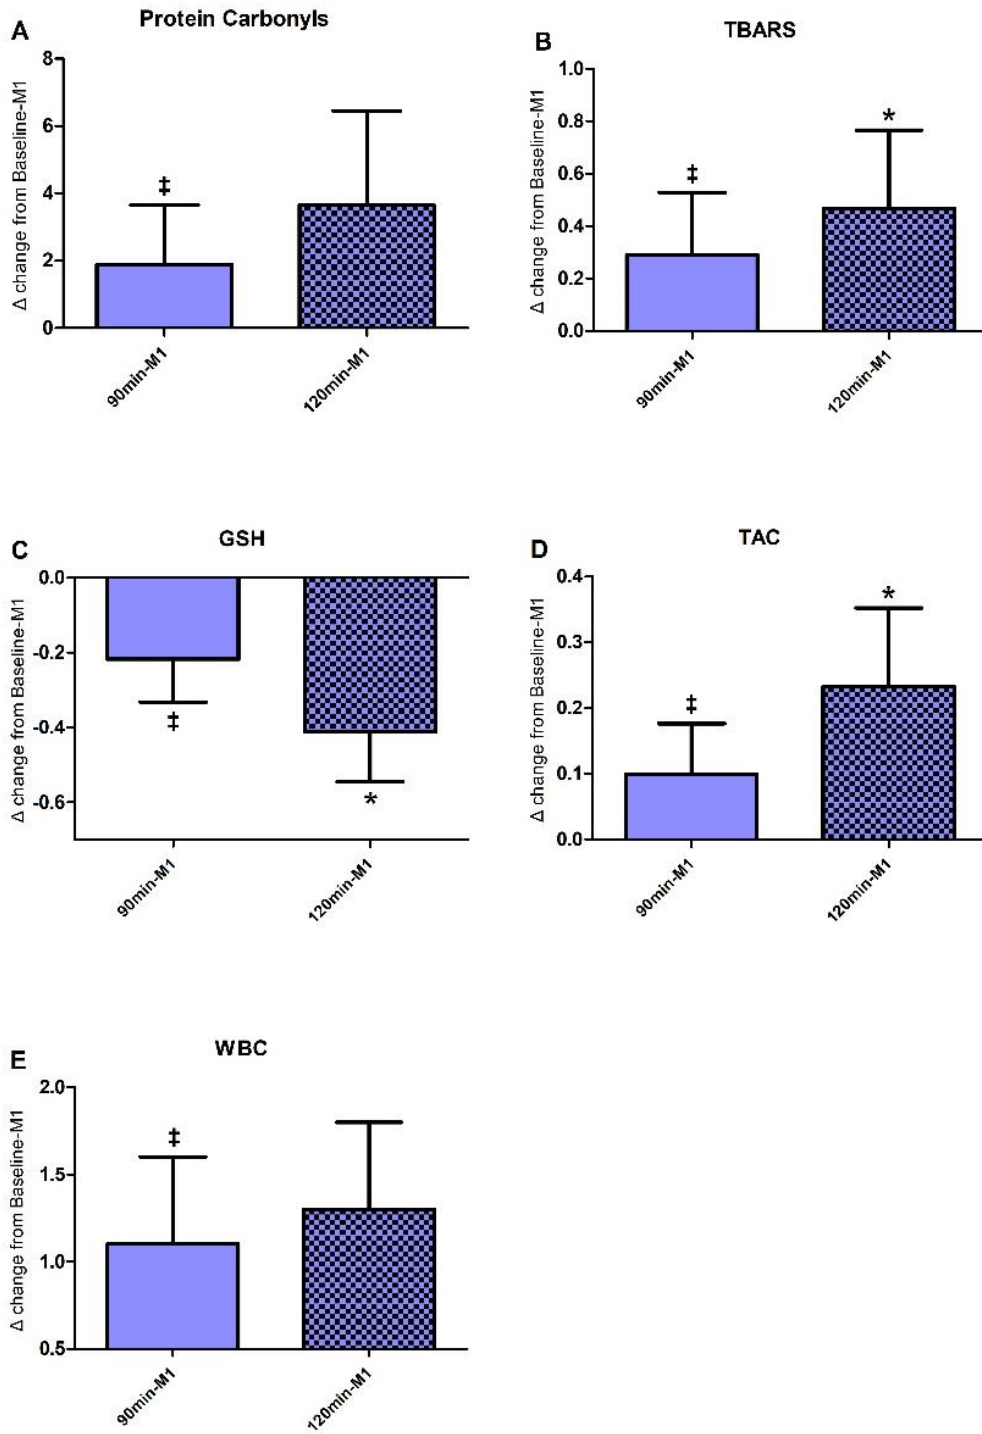 A
Protein Carbonyls
Δ change from Baseline-M1
8
6
4
2
0
‡
90min-M1
120min-M1
B
TBARS
Δ change from Baseline-M1
1.0
0.8
0.6
0.4
0.2
0.0
‡
*
90min-M1
120min-M1
C
GSH
Δ change from Baseline-M1
0.0
-0.2
-0.4
-0.6
‡
*
90min-M1
120min-M1
D
TAC
Δ change from Baseline-M1
0.4
0.3
0.2
0.1
0.0
‡
*
90min-M1
120min-M1
E
WBC
Δ change from Baseline-M1
2.0
1.5
1.0
0.5
‡
90min-M1
120min-M1